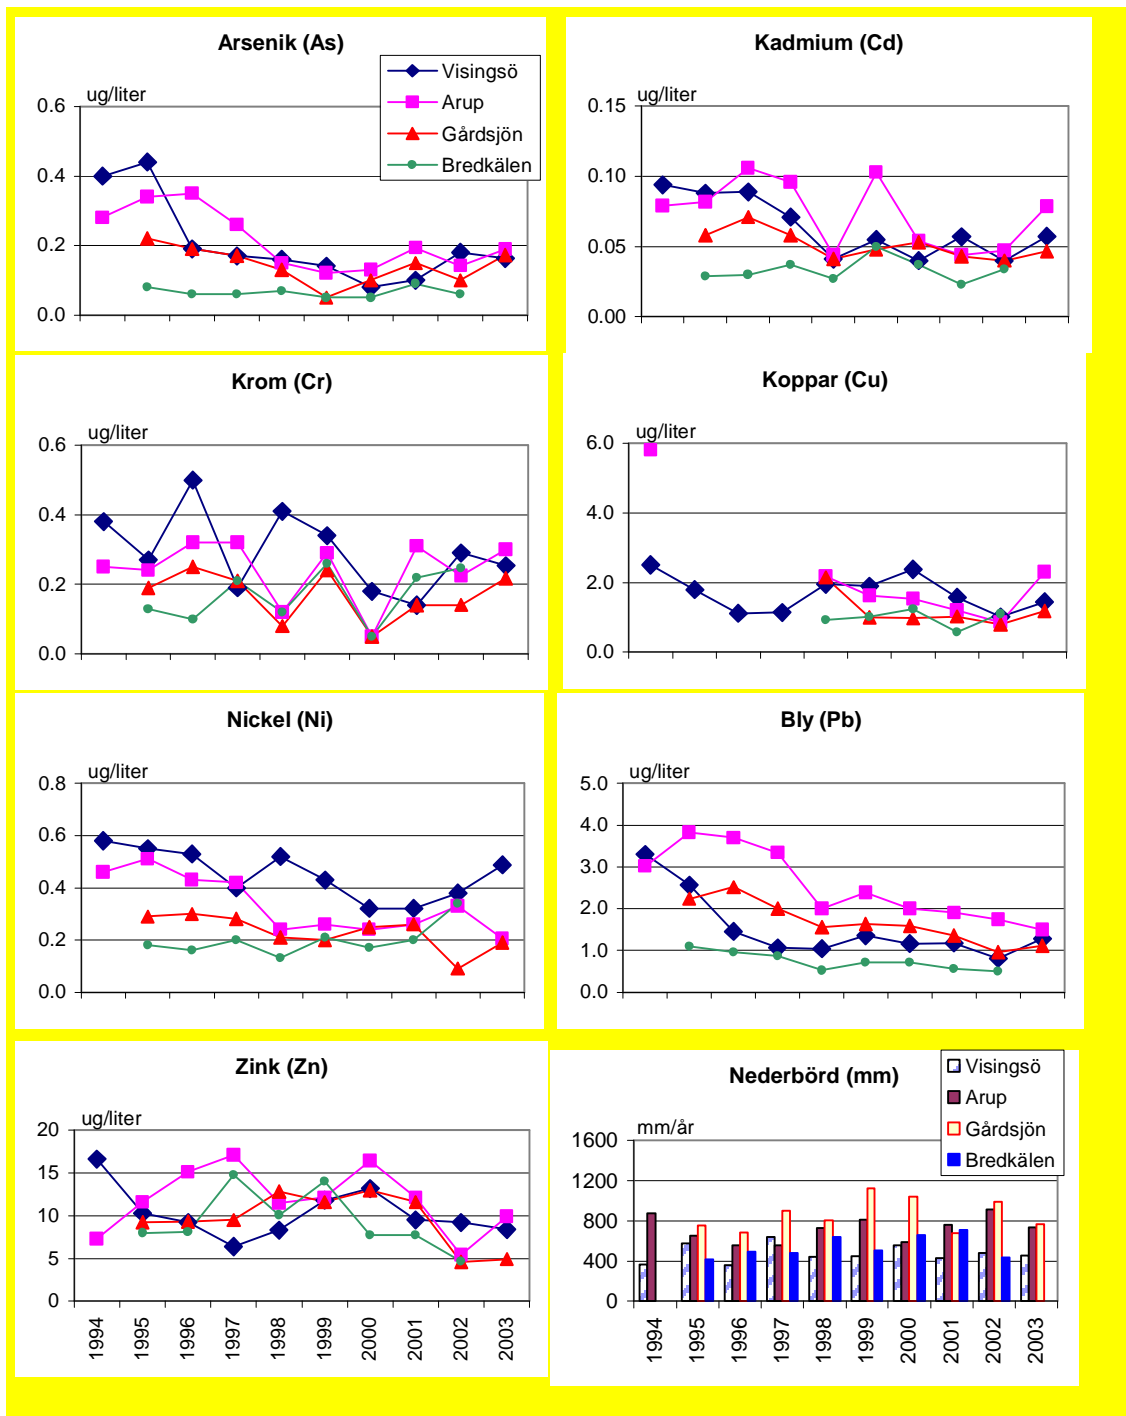 Arsenik (As)
ug/liter
Visingsö
Arup
Gårdsjön
Bredkälen
0.6
0.4
0.2
0.0
Kadmium (Cd)
ug/liter
0.15
0.10
0.05
0.00
Krom (Cr)
ug/liter
0.6
0.4
0.2
0.0
Koppar (Cu)
ug/liter
6.0
4.0
2.0
0.0
Nickel (Ni)
ug/liter
0.8
0.6
0.4
0.2
0.0
Bly (Pb)
ug/liter
5.0
4.0
3.0
2.0
1.0
0.0
Zink (Zn)
ug/liter
20
15
10
5
0
1994
1995
1996
1997
1998
1999
2000
2001
2002
2003
Nederbörd (mm)
Visingsö
Arup
Gårdsjön
Bredkälen
mm/år
1600
1200
800
400
0
1994
1995
1996
1997
1998
1999
2000
2001
2002
2003